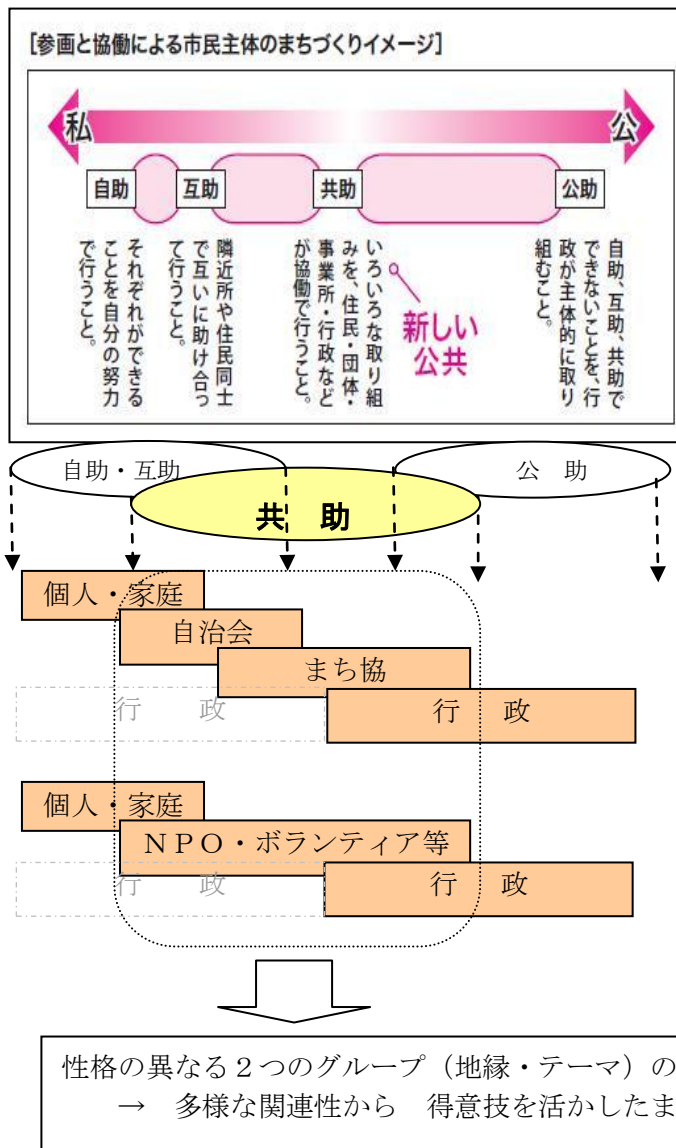 [参画と協働による市民主体のまちづくりイメージ]
私
公
自助
互助
共助
公助
それぞれができる
ことを自分の努力
で行うこと。
隣近所や住民同士
で互いに助け合っ
て行うこと。
いろいろな取り組
みを、住民・団体・
事業所・行政など
が協働で行うこと。
新しい
公共
自助、互助、共助で
できないことを、行
政が主体的に取り
組むこと。
自助・互助
公 助
共 助
個人・家庭
自治会
まち協
行 政
行 政
個人・家庭
NPO・ボランティア等
行 政
行 政
性格の異なる2つのグループ(地縁・テーマ)の
→ 多様な関連性から 得意技を活かしたま